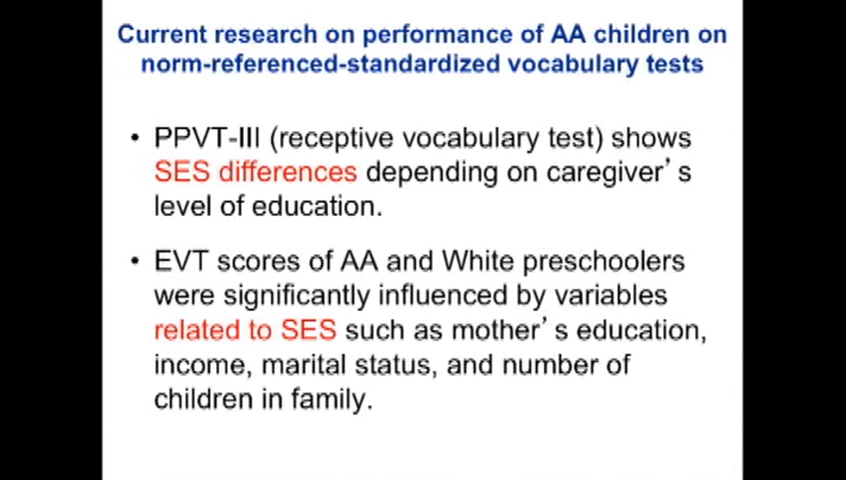 Current research on performance of AA children on
norm-referenced-standardized vocabulary tests
• PPVT-III (receptive vocabulary test) shows
SES differences depending on caregiver's
level of education.
• EVT scores of AA and White preschoolers
were significantly influenced by variables
related to SES such as mother's education,
income, marital status, and number of
children in family.